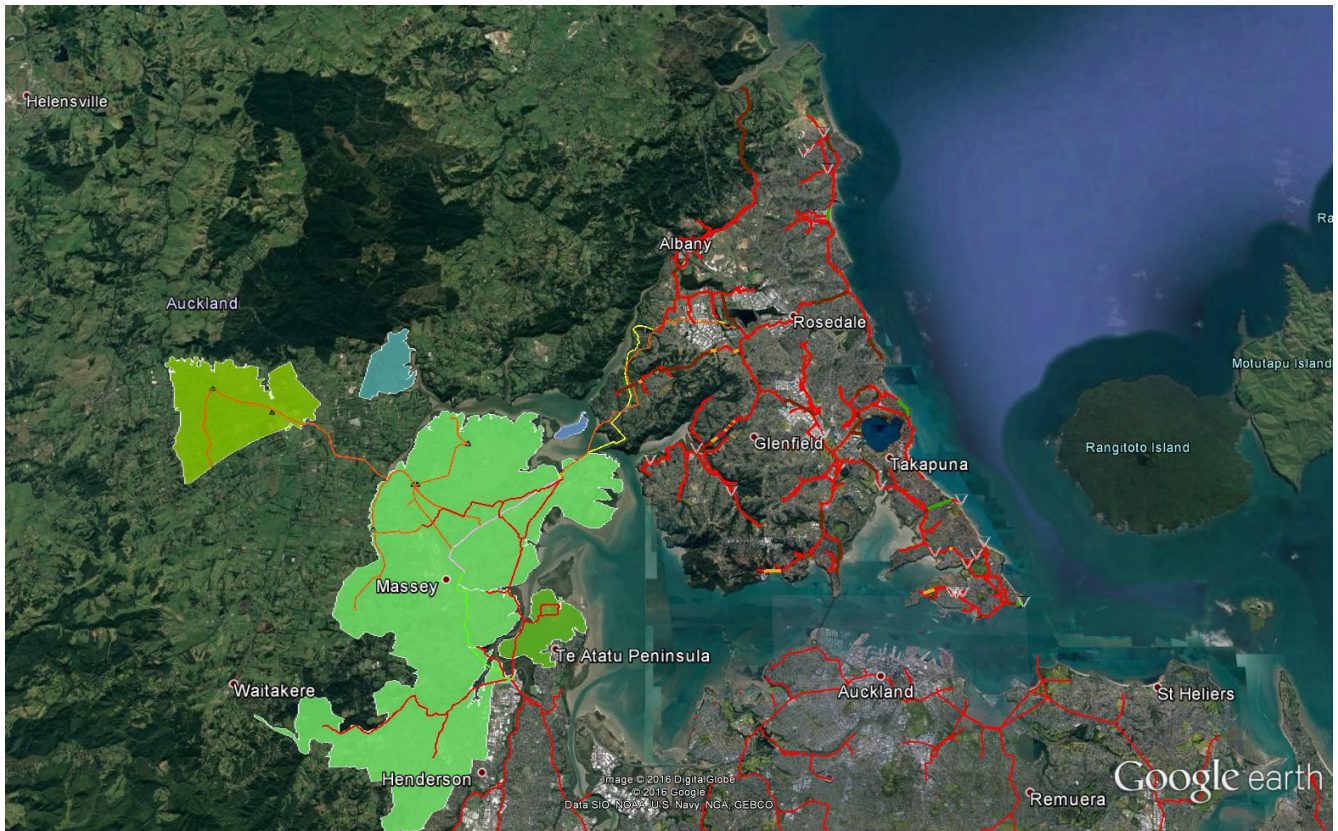 Helensville
Albany
Auckland
Rosedale
Motutapu Island
Rangitoto Island
Glenfield
Takapuna
Massey
Te Atatu Peninsula
Waitakere
Auckland
St Heliers
Henderson
Image © 2016 DigitalGlobe
© 2016 Google
Data SIO, NOAA, U.S. Navy, NGA, GEBCO
Google earth
Remuera